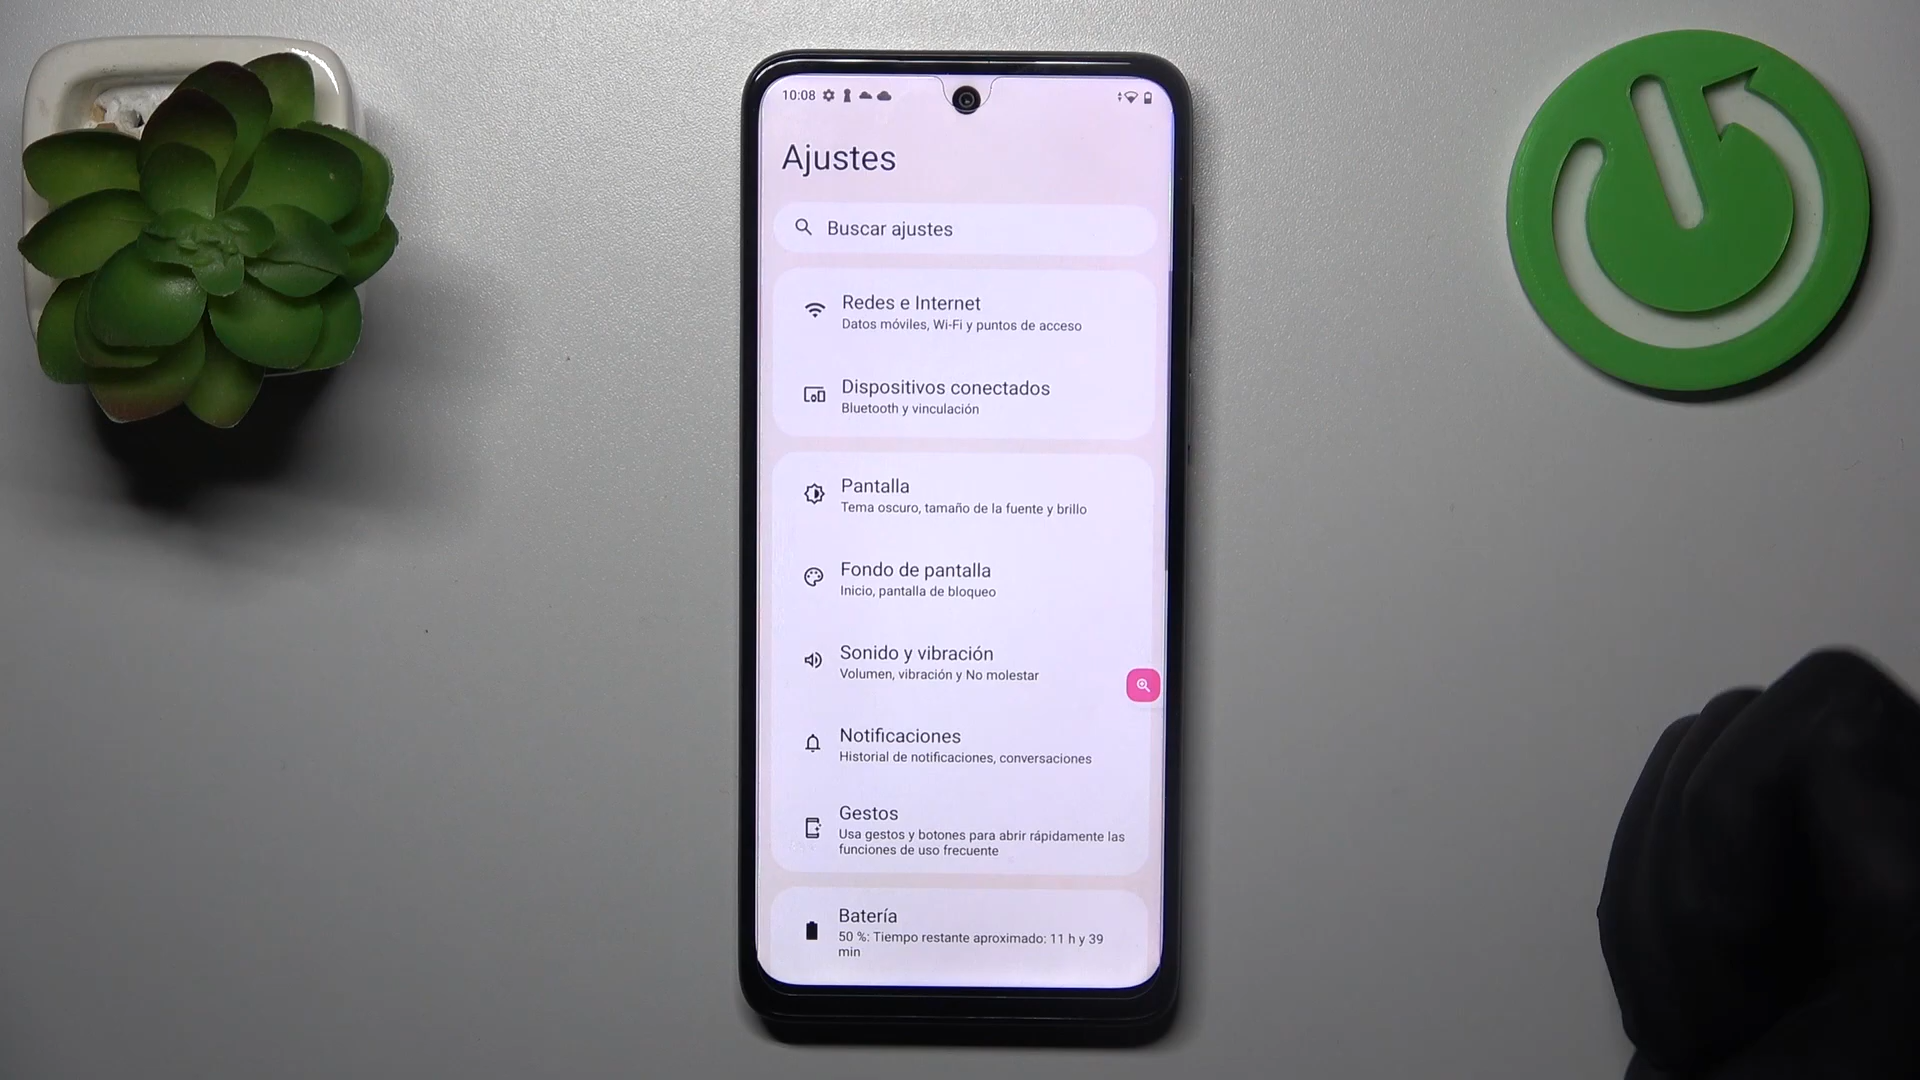 10:08
Ajustes
Buscar ajustes
Redes e Internet
Datos móviles, Wi-Fi y puntos de acceso
Dispositivos conectados
Bluetooth y vinculación
Pantalla
Tema oscuro, tamaño de la fuente y brillo
Fondo de pantalla
Inicio, pantalla de bloqueo
Sonido y vibración
Volumen, vibración y No molestar
Notificaciones
Historial de notificaciones, conversaciones
Gestos
Usa gestos y botones para abrir rápidamente las
funciones de uso frecuente
Batería
50 %: Tiempo restante aproximado: 11 h y 39
min